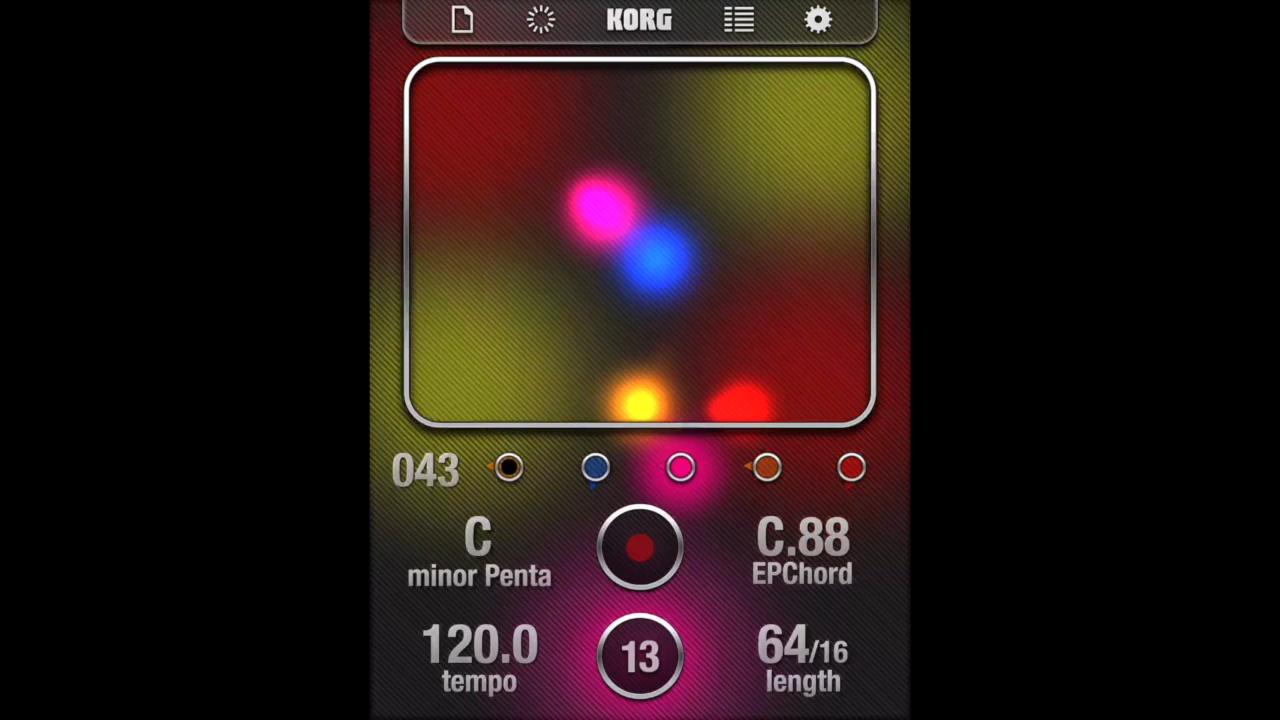 KORG
043
C
minor Penta
C.88
EPChord
120.0
tempo
13
64/16
length